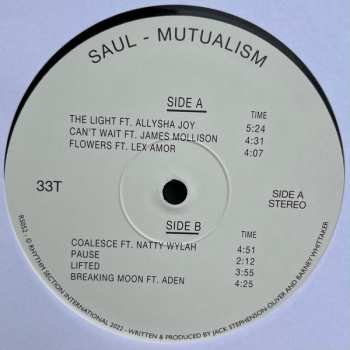 SAUL - MUTUALISM
SIDE A
TIME
THE LIGHT FT. ALLYSHA JOY 5:24
CAN'T WAIT FT. JAMES MOLLISON 4:31
FLOWERS FT. LEX AMOR 4:07
33T
SIDE A
STEREO
SIDE B
TIME
COALESCE FT. NATTY WYLAH 4:51
PAUSE 2:12
LIFTED 3:55
BREAKING MOON FT. ADEN 4:25
RS052 - © RHYTHM SECTION INTERNATIONAL 2022 - WRITTEN & PRODUCED BY JACK STEPHENSON-OLIVER AND BARNEY WHITTAKER